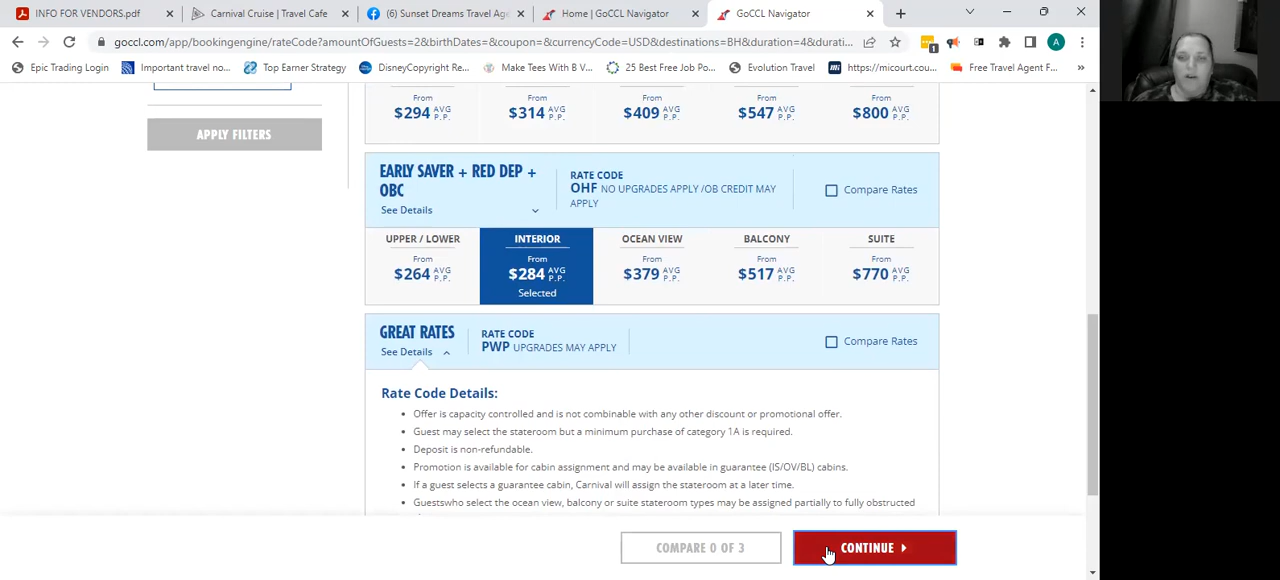 INFO FOR VENDORS.pdf
Carnival Cruise | Travel Cafe
(6) Sunset Dreams Travel Age
Home | GoCCL Navigator
GoCCL Navigator
goccl.com/app/bookingengine/rateCode?amountOfGuests=2&birthDates=&coupon=&currencyCode=USD&destinations=BH&duration=4&durati...
A
Epic Trading Login
Important travel no...
Top Earner Strategy
DisneyCopyright Re...
Make Tees With B V...
25 Best Free Job Po...
Evolution Travel
https://micourt.cou...
Free Travel Agent F...
»
APPLY FILTERS
From From From From From
$294 AVG P.P. $314 AVG P.P. $409 AVG P.P. $547 AVG P.P. $800 AVG P.P.
EARLY SAVER + RED DEP + OBC
See Details
RATE CODE
OHF NO UPGRADES APPLY /OB CREDIT MAY APPLY
Compare Rates
UPPER / LOWER INTERIOR OCEAN VIEW BALCONY SUITE
From From From From From
$264 AVG P.P. $284 AVG P.P. $379 AVG P.P. $517 AVG P.P. $770 AVG P.P.
Selected
GREAT RATES
See Details
RATE CODE
PWP UPGRADES MAY APPLY
Compare Rates
Rate Code Details:
• Offer is capacity controlled and is not combinable with any other discount or promotional offer.
• Guest may select the stateroom but a minimum purchase of category 1A is required.
• Deposit is non-refundable.
• Promotion is available for cabin assignment and may be available in guarantee (IS/OV/BL) cabins.
• If a guest selects a guarantee cabin, Carnival will assign the stateroom at a later time.
• Guestswho select the ocean view, balcony or suite stateroom types may be assigned partially to fully obstructed
COMPARE 0 OF 3
CONTINUE